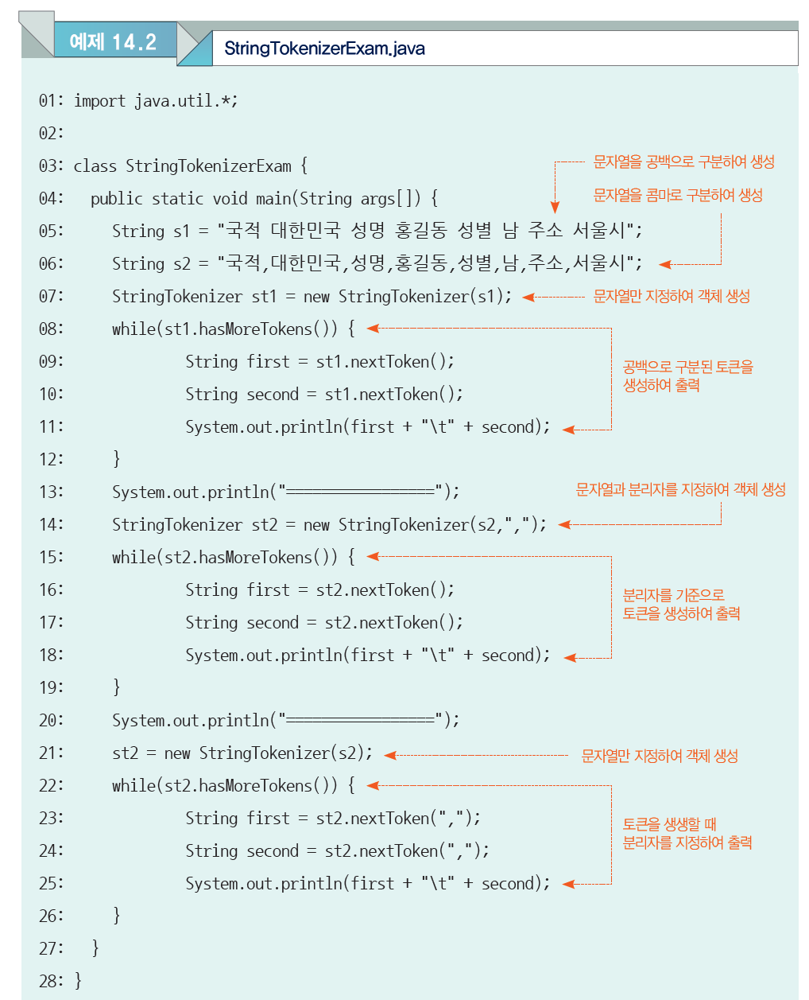 예제 14.2
StringTokenizerExam.java
01: import java.util.*;
02:
03: class StringTokenizerExam {
문자열을 공백으로 구분하여 생성
04: public static void main(String args[]) {
문자열을 콤마로 구분하여 생성
05: String s1 = "국적 대한민국 성명 홍길동 성별 남 주소 서울시";
06: String s2 = "국적,대한민국,성명,홍길동,성별,남,주소,서울시";
07: StringTokenizer st1 = new StringTokenizer(s1);
문자열만 지정하여 객체 생성
08: while(st1.hasMoreTokens()) {
09: String first = st1.nextToken();
공백으로 구분된 토큰을
생성하여 출력
10: String second = st1.nextToken();
11: System.out.println(first + "\t" + second);
12: }
13: System.out.println("=================");
문자열과 분리자를 지정하여 객체 생성
14: StringTokenizer st2 = new StringTokenizer(s2,",");
15: while(st2.hasMoreTokens()) {
16: String first = st2.nextToken();
분리자를 기준으로
토큰을 생성하여 출력
17: String second = st2.nextToken();
18: System.out.println(first + "\t" + second);
19: }
20: System.out.println("=================");
21: st2 = new StringTokenizer(s2);
문자열만 지정하여 객체 생성
22: while(st2.hasMoreTokens()) {
23: String first = st2.nextToken(",");
토큰을 생생할 때
분리자를 지정하여 출력
24: String second = st2.nextToken(",");
25: System.out.println(first + "\t" + second);
26: }
27: }
28: }